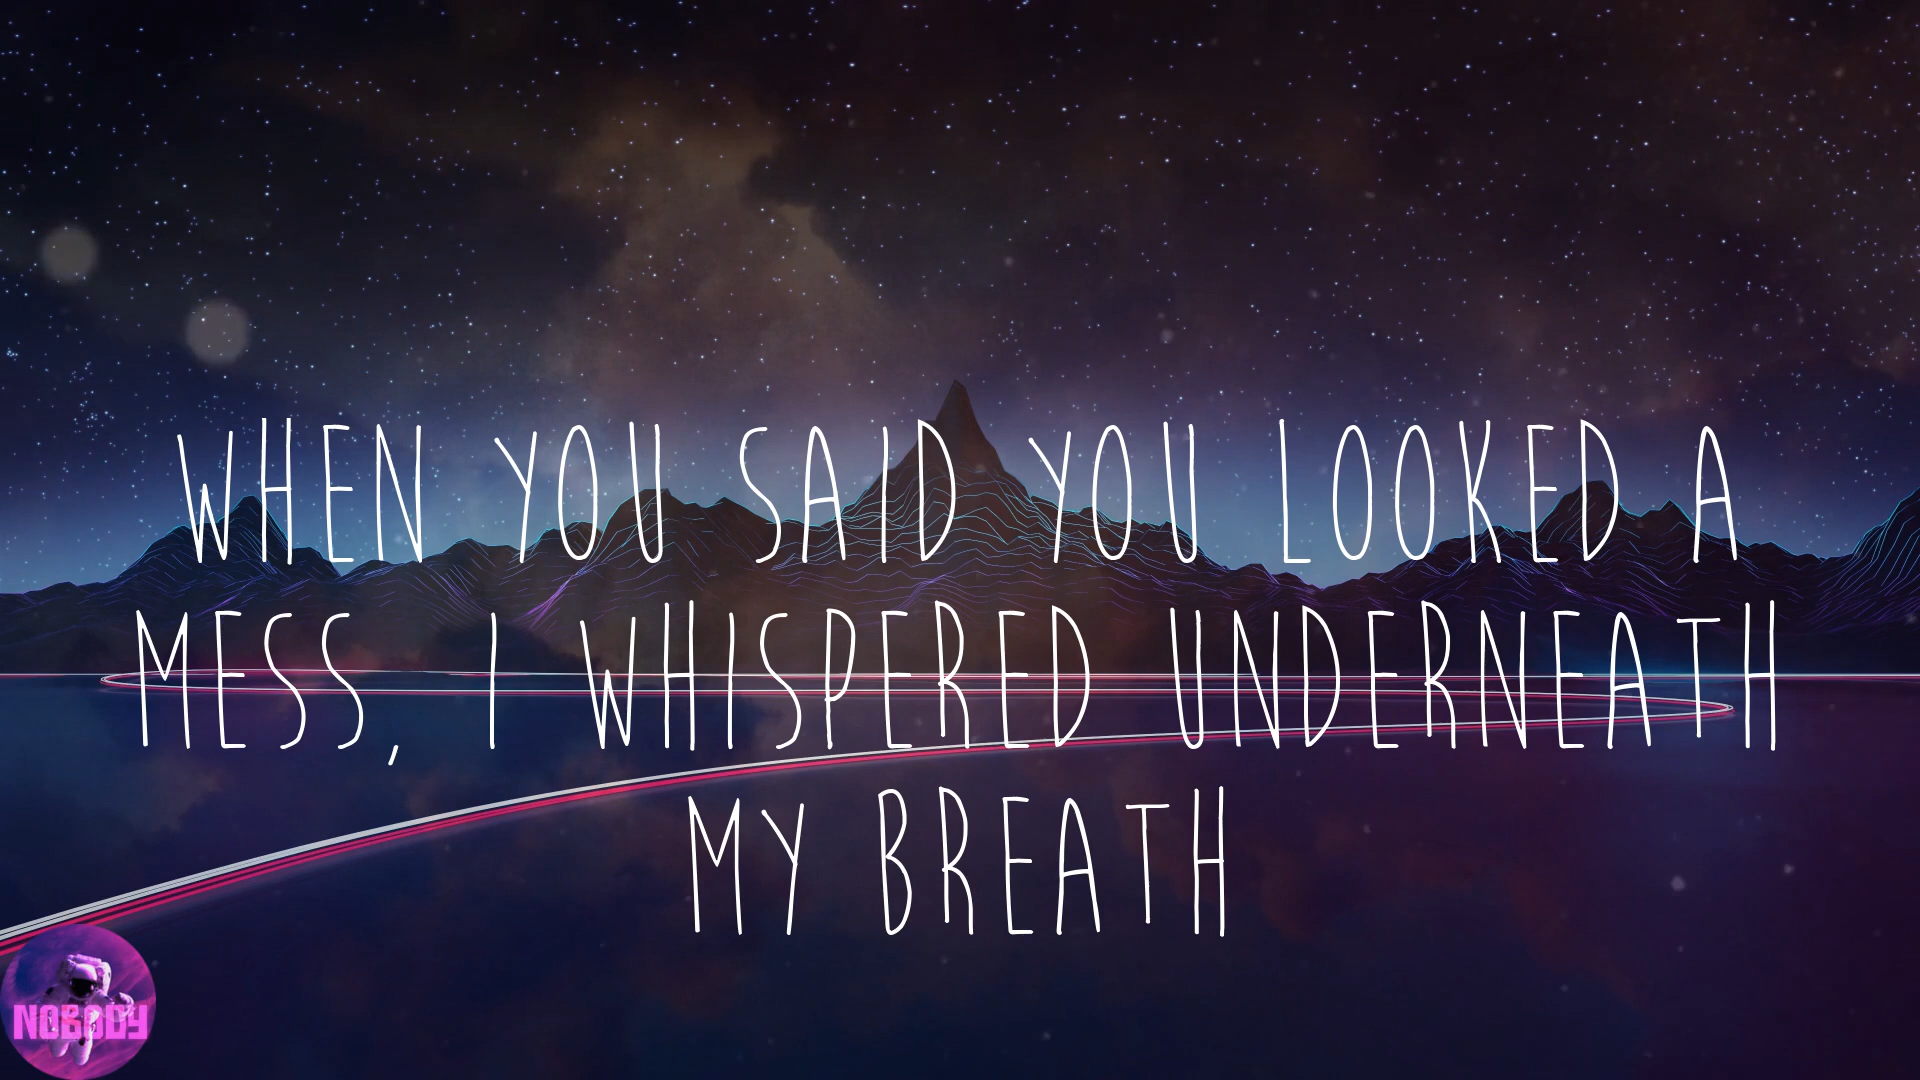 WHEN YOU SAID YOU LOOKED A
MESS, I WHISPERED UNDERNEATH
MY BREATH
NOBODY